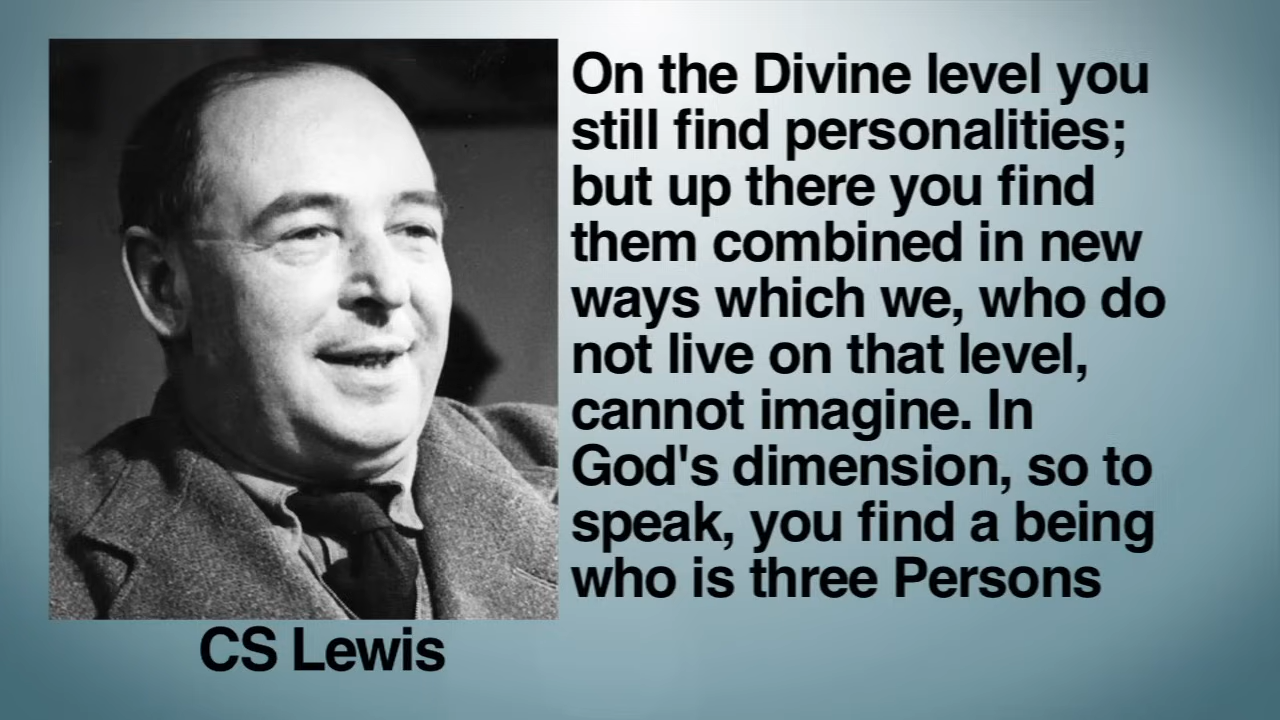 On the Divine level you
still find personalities;
but up there you find
them combined in new
ways which we, who do
not live on that level,
cannot imagine. In
God's dimension, so to
speak, you find a being
who is three Persons
CS Lewis